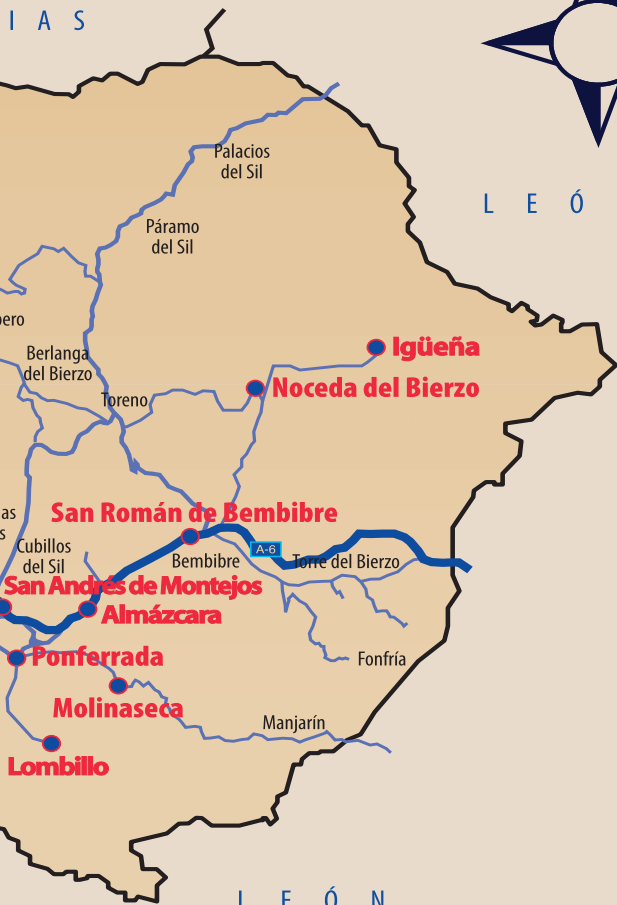 I A S
Palacios
del Sil
L E Ó
Páramo
del Sil
Igüeña
Berlanga
del Bierzo
Noceda del Bierzo
Toreno
San Román de Bembibre
Cubillos
del Sil
Bembibre
A-6
Torre del Bierzo
San Andrés de Montejos
Almázcara
Ponferrada
Fonfría
Molinaseca
Manjarín
Lombillo
L E Ó N